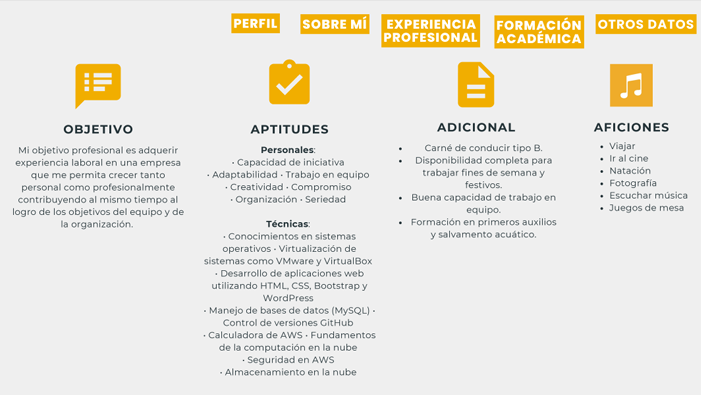 PERFIL
SOBRE MÍ
EXPERIENCIA
PROFESIONAL
FORMACIÓN
ACADÉMICA
OTROS DATOS
OBJETIVO
Mi objetivo profesional es adquerir
experiencia laboral en una empresa
que me permita crecer tanto
personal como profesionalmente
contribuyendo al mismo tiempo al
logro de los objetivos del equipo y de
la organización.
APTITUDES
Personales:
• Capacidad de iniciativa
• Adaptabilidad • Trabajo en equipo
• Creatividad • Compromiso
• Organización • Seriedad
Técnicas:
• Conocimientos en sistemas
operativos • Virtualización de
sistemas como VMware y VirtualBox
• Desarrollo de aplicaciones web
utilizando HTML, CSS, Bootstrap y
WordPress
• Manejo de bases de datos (MySQL) •
Control de versiones GitHub
• Calculadora de AWS • Fundamentos
de la computación en la nube
• Seguridad en AWS
• Almacenamiento en la nube
ADICIONAL
• Carné de conducir tipo B.
• Disponibilidad completa para
trabajar fines de semana y
festivos.
• Buena capacidad de trabajo en
equipo.
• Formación en primeros auxilios
y salvamento acuático.
AFICIONES
• Viajar
• Ir al cine
• Natación
• Fotografía
• Escuchar música
• Juegos de mesa